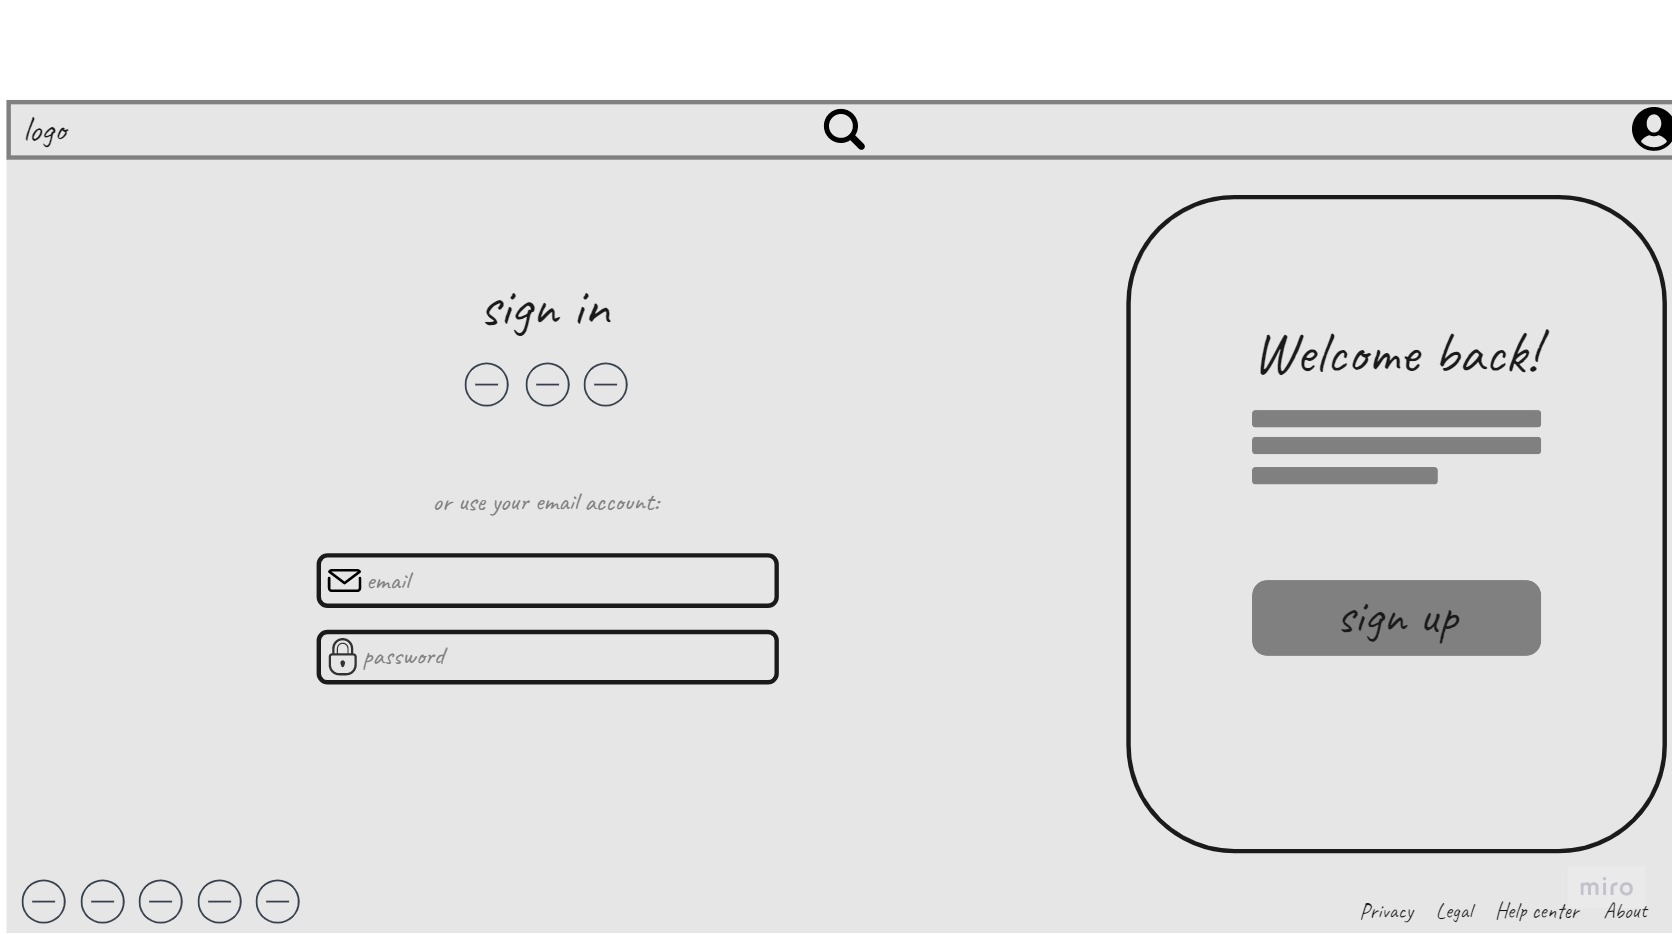 logo
sign in
or use your email account:
email
password
Welcome back!
sign up
miro
Privacy Legal Help center About